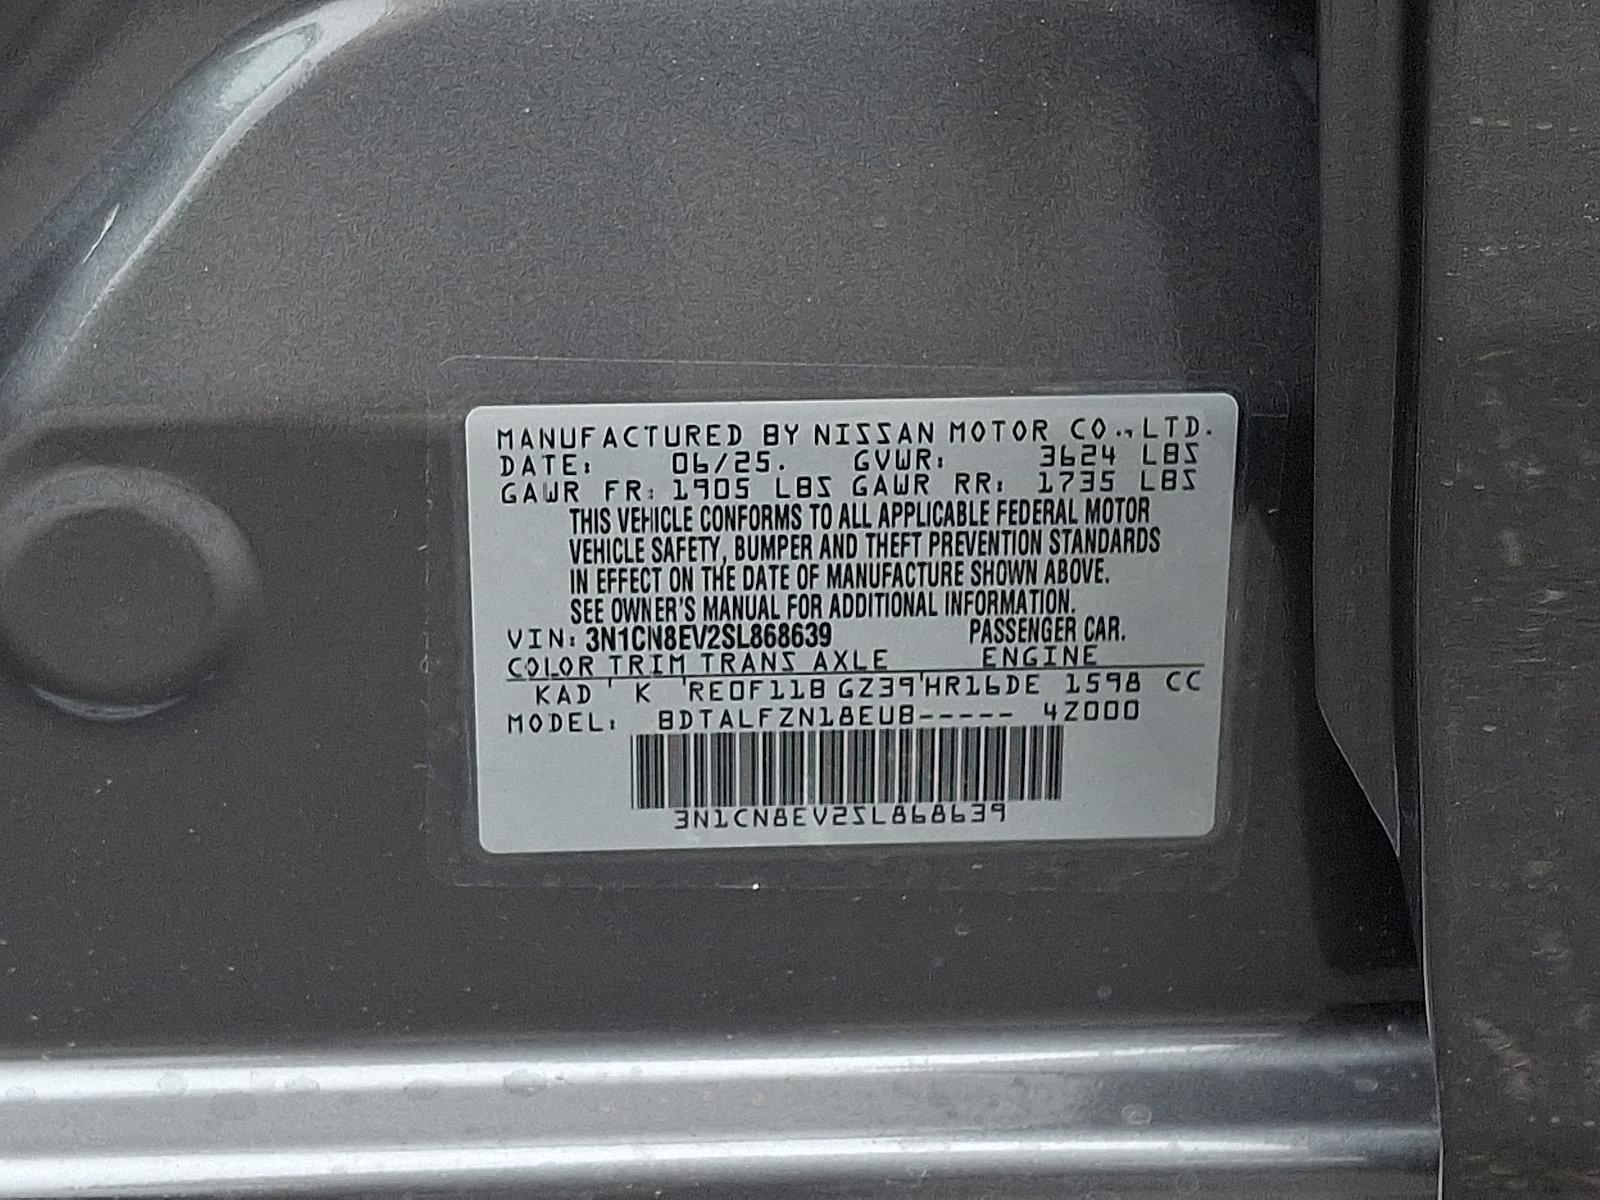 MANUFACTURED BY NISSAN MOTOR CO., LTD.
DATE: 06/25. GVWR: 3624 LBS
GAWR FR: 1905 LBS GAWR RR: 1735 LBS
THIS VEHICLE CONFORMS TO ALL APPLICABLE FEDERAL MOTOR
VEHICLE SAFETY, BUMPER AND THEFT PREVENTION STANDARDS
IN EFFECT ON THE DATE OF MANUFACTURE SHOWN ABOVE.
SEE OWNER'S MANUAL FOR ADDITIONAL INFORMATION.
VIN: 3N1CN8EV2SL868639 PASSENGER CAR.
COLOR TRIM TRANS AXLE ENGINE
KAD ' K 'RE0F11B GZ39'HR16DE 1598 CC
MODEL: BDTALFZN18EUB----- 4Z000
3N1CN8EV2SL868639